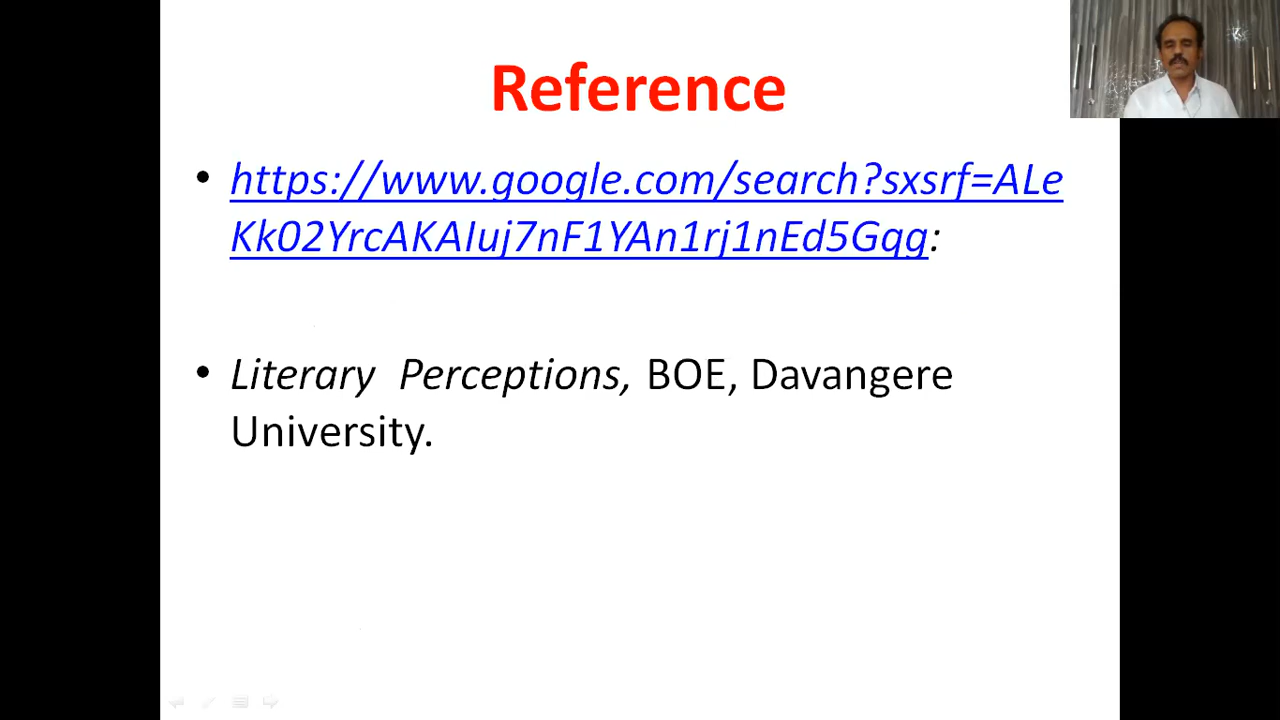 Reference
• https://www.google.com/search?sxsrf=ALe
Kk02YrcAKAIuj7nF1YAn1rj1nEd5Gqg:
• Literary Perceptions, BOE, Davangere
University.